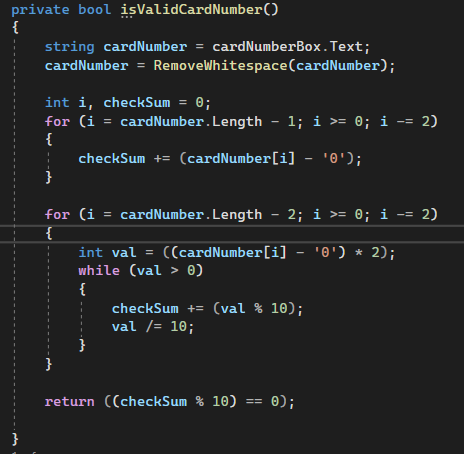 private bool isValidCardNumber()
{
    string cardNumber = cardNumberBox.Text;
    cardNumber = RemoveWhitespace(cardNumber);

    int i, checkSum = 0;
    for (i = cardNumber.Length - 1; i >= 0; i -= 2)
    {
        checkSum += (cardNumber[i] - '0');
    }

    for (i = cardNumber.Length - 2; i >= 0; i -= 2)
    {
        int val = ((cardNumber[i] - '0') * 2);
        while (val > 0)
        {
            checkSum += (val % 10);
            val /= 10;
        }
    }

    return ((checkSum % 10) == 0);

}